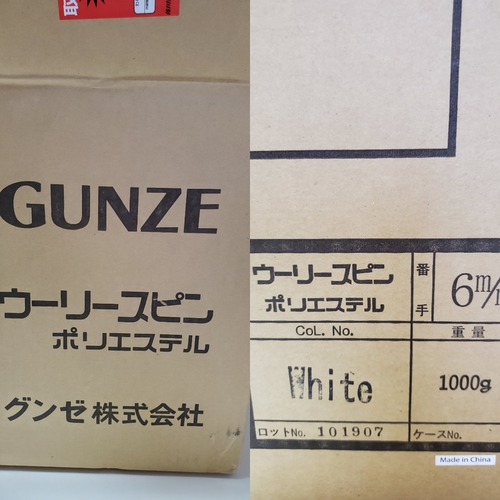 GUNZE
ウーリースピン
ポリエステル
グンゼ株式会社
ウーリースピン
ポリエステル
番手
CoL. No.
重量
White
1000g
ロットNo. 101907
ケースNo.
Made in China